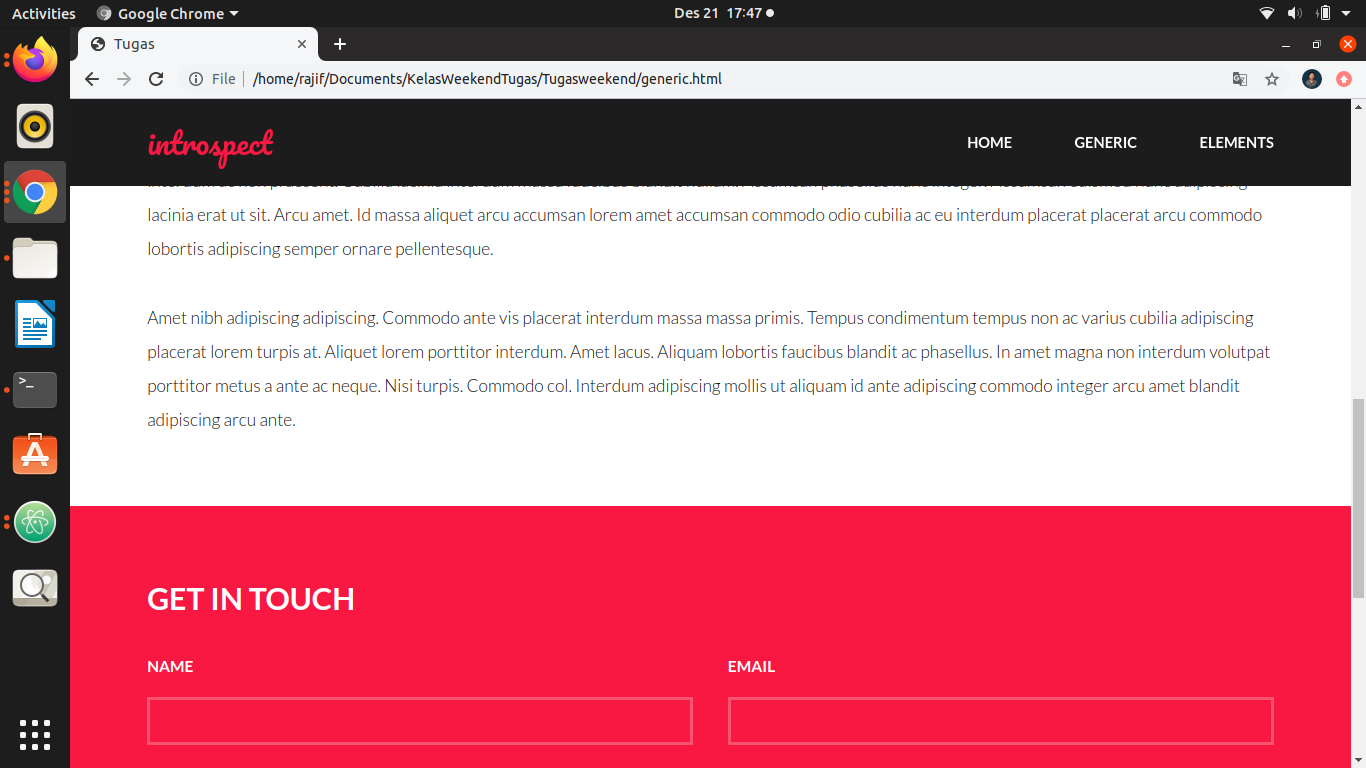 Activities
Google Chrome
Des 21 17:47
Tugas
File
/home/rajif/Documents/KelasWeekendTugas/Tugasweekend/generic.html
introspect
HOME
GENERIC
ELEMENTS
lacinia erat ut sit. Arcu amet. Id massa aliquet arcu accumsan lorem amet accumsan commodo odio cubilia ac eu interdum placerat placerat arcu commodo
lobortis adipiscing semper ornare pellentesque.
Amet nibh adipiscing adipiscing. Commodo ante vis placerat interdum massa massa primis. Tempus condimentum tempus non ac varius cubilia adipiscing
placerat lorem turpis at. Aliquet lorem porttitor interdum. Amet lacus. Aliquam lobortis faucibus blandit ac phasellus. In amet magna non interdum volutpat
porttitor metus a ante ac neque. Nisi turpis. Commodo col. Interdum adipiscing mollis ut aliquam id ante adipiscing commodo integer arcu amet blandit
adipiscing arcu ante.
GET IN TOUCH
NAME
EMAIL